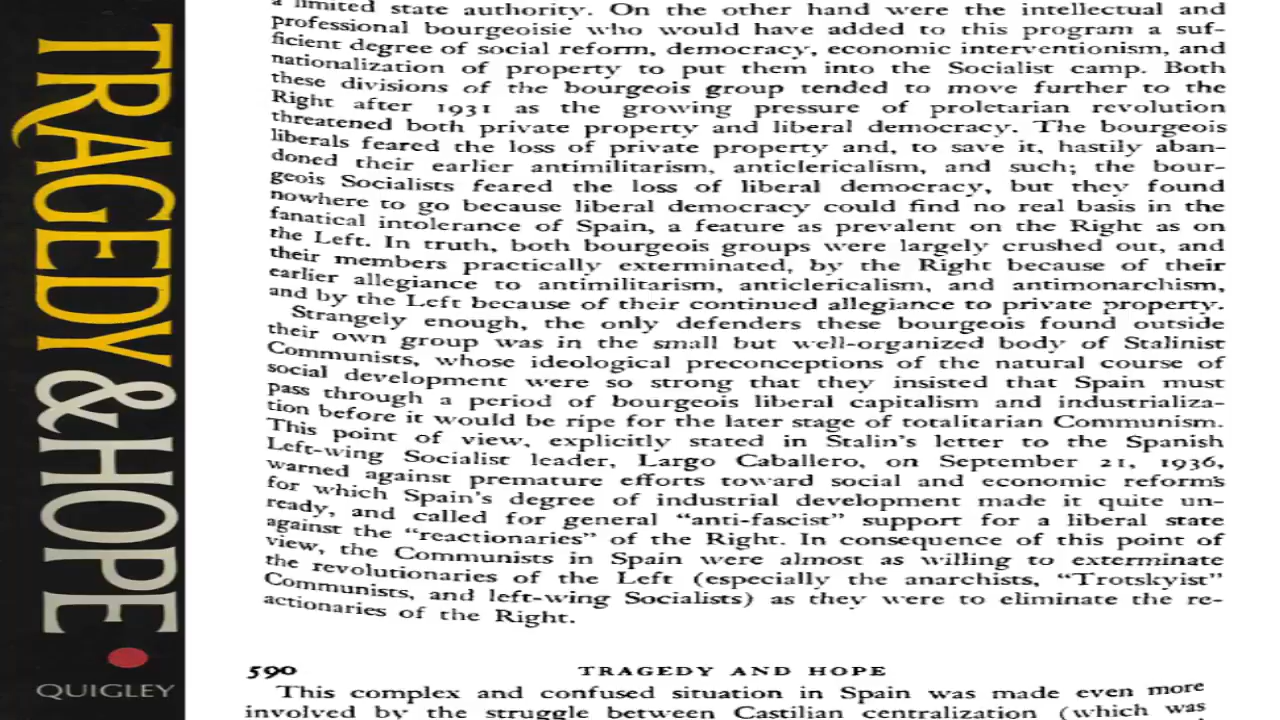 TRAGEDY & HOPE
QUIGLEY
a limited state authority. On the other hand were the intellectual and
professional bourgeoisie who would have added to this program a suf-
ficient degree of social reform, democracy, economic interventionism, and
nationalization of property to put them into the Socialist camp. Both
these divisions of the bourgeois group tended to move further to the
Right after 1931 as the growing pressure of proletarian revolution
threatened both private property and liberal democracy. The bourgeois
liberals feared the loss of private property and, to save it, hastily aban-
doned their earlier antimilitarism, anticlericalism, and such; the bour-
geois Socialists feared the loss of liberal democracy, but they found
nowhere to go because liberal democracy could find no real basis in the
fanatical intolerance of Spain, a feature as prevalent on the Right as on
the Left. In truth, both bourgeois groups were largely crushed out, and
their members practically exterminated, by the Right because of their
earlier allegiance to antimilitarism, anticlericalism, and antimonarchism,
and by the Left because of their continued allegiance to private property.
Strangely enough, the only defenders these bourgeois found outside
their own group was in the small but well-organized body of Stalinist
Communists, whose ideological preconceptions of the natural course of
social development were so strong that they insisted that Spain must
pass through a period of bourgeois liberal capitalism and industrializa-
tion before it would be ripe for the later stage of totalitarian Communism.
This point of view, explicitly stated in Stalin's letter to the Spanish
Left-wing Socialist leader, Largo Caballero, on September 21, 1936,
warned against premature efforts toward social and economic reforms
for which Spain's degree of industrial development made it quite un-
ready, and called for general "anti-fascist" support for a liberal state
against the "reactionaries" of the Right. In consequence of this point of
view, the Communists in Spain were almost as willing to exterminate
the revolutionaries of the Left (especially the anarchists, "Trotskyist"
Communists, and left-wing Socialists) as they were to eliminate the re-
actionaries of the Right.
590 TRAGEDY AND HOPE
This complex and confused situation in Spain was made even more
involved by the struggle between Castilian centralization (which was